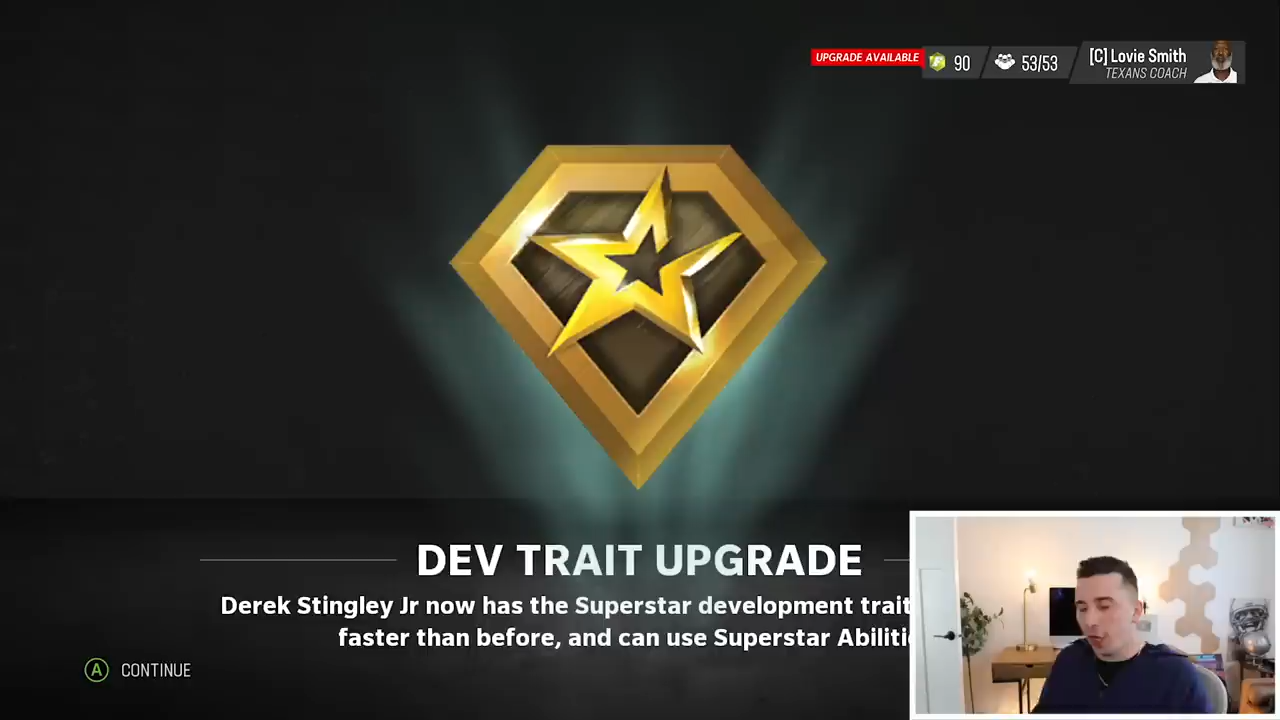 UPGRADE AVAILABLE
90
53/53
[C] Lovie Smith
TEXANS COACH
DEV TRAIT UPGRADE
Derek Stingley Jr now has the Superstar development trait
faster than before, and can use Superstar
A CONTINUE